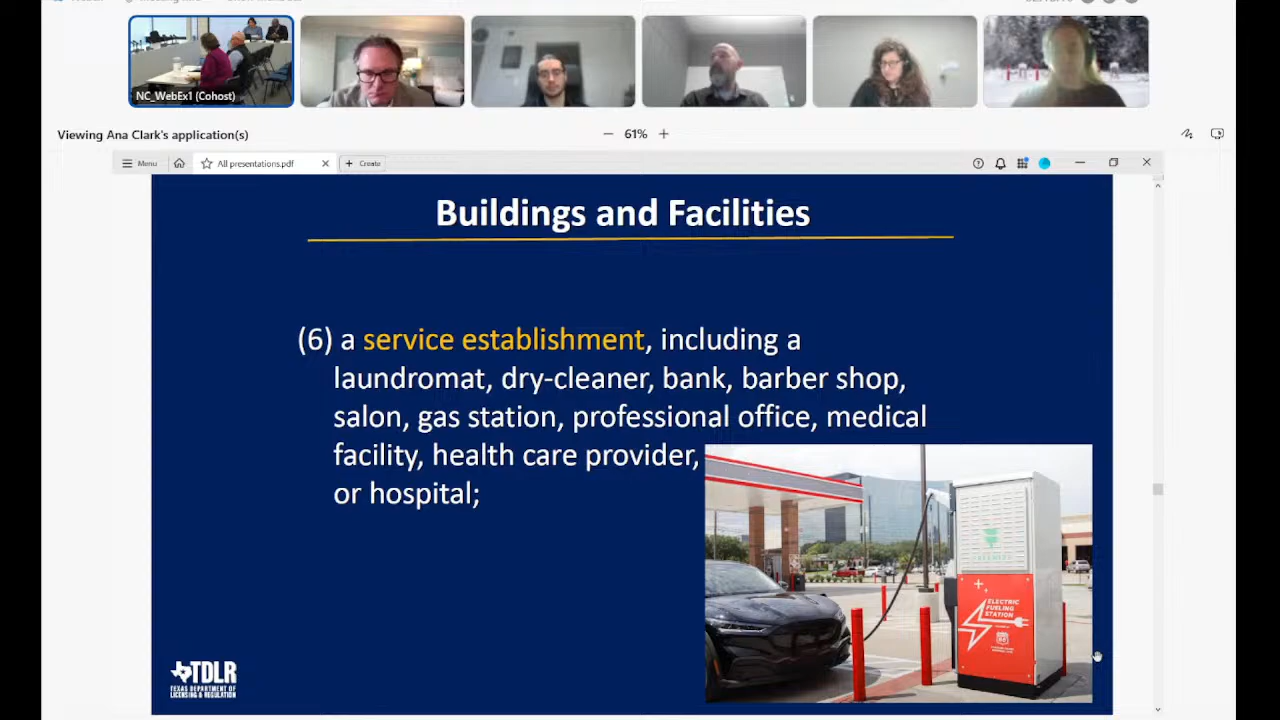 NC_WebEx1 (Cohost)
Viewing Ana Clark's application(s)
61%
Menu
All presentations.pdf
Create
Buildings and Facilities
(6) a service establishment, including a
laundromat, dry-cleaner, bank, barber shop,
salon, gas station, professional office, medical
facility, health care provider,
or hospital;
ELECTRIC
FUELING
STATION
TDLR
TEXAS DEPARTMENT OF
LICENSING & REGULATION